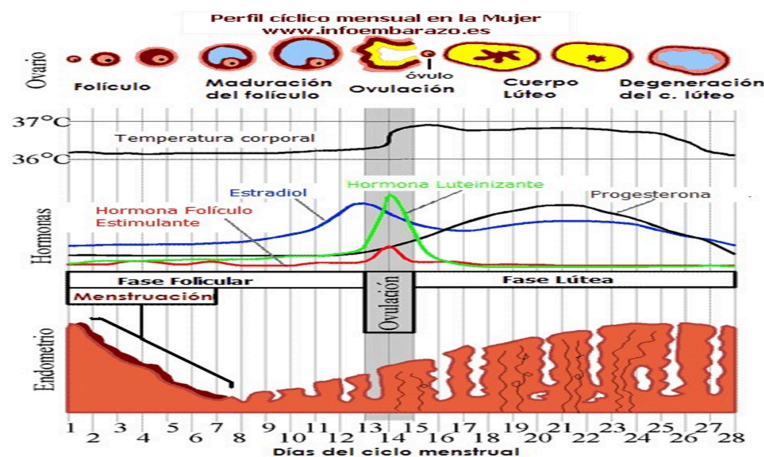 Perfil cíclico mensual en la Mujer
www.infoembarazo.es
Ovario
Folículo
Maduración
del folículo
Ovulación
óvulo
Cuerpo
Lúteo
Degeneración
del c. lúteo
37°C
36°C
Temperatura corporal
Hormonas
Estradiol
Hormona Luteinizante
Progesterona
Hormona Folículo
Estimulante
Fase Folicular
Ovulación
Fase Lútea
Menstruación
Endometrio
1 2 3 4 5 6 7 8 9 10 11 12 13 14 15 16 17 18 19 20 21 22 23 24 25 26 27 28
Días del ciclo menstrual